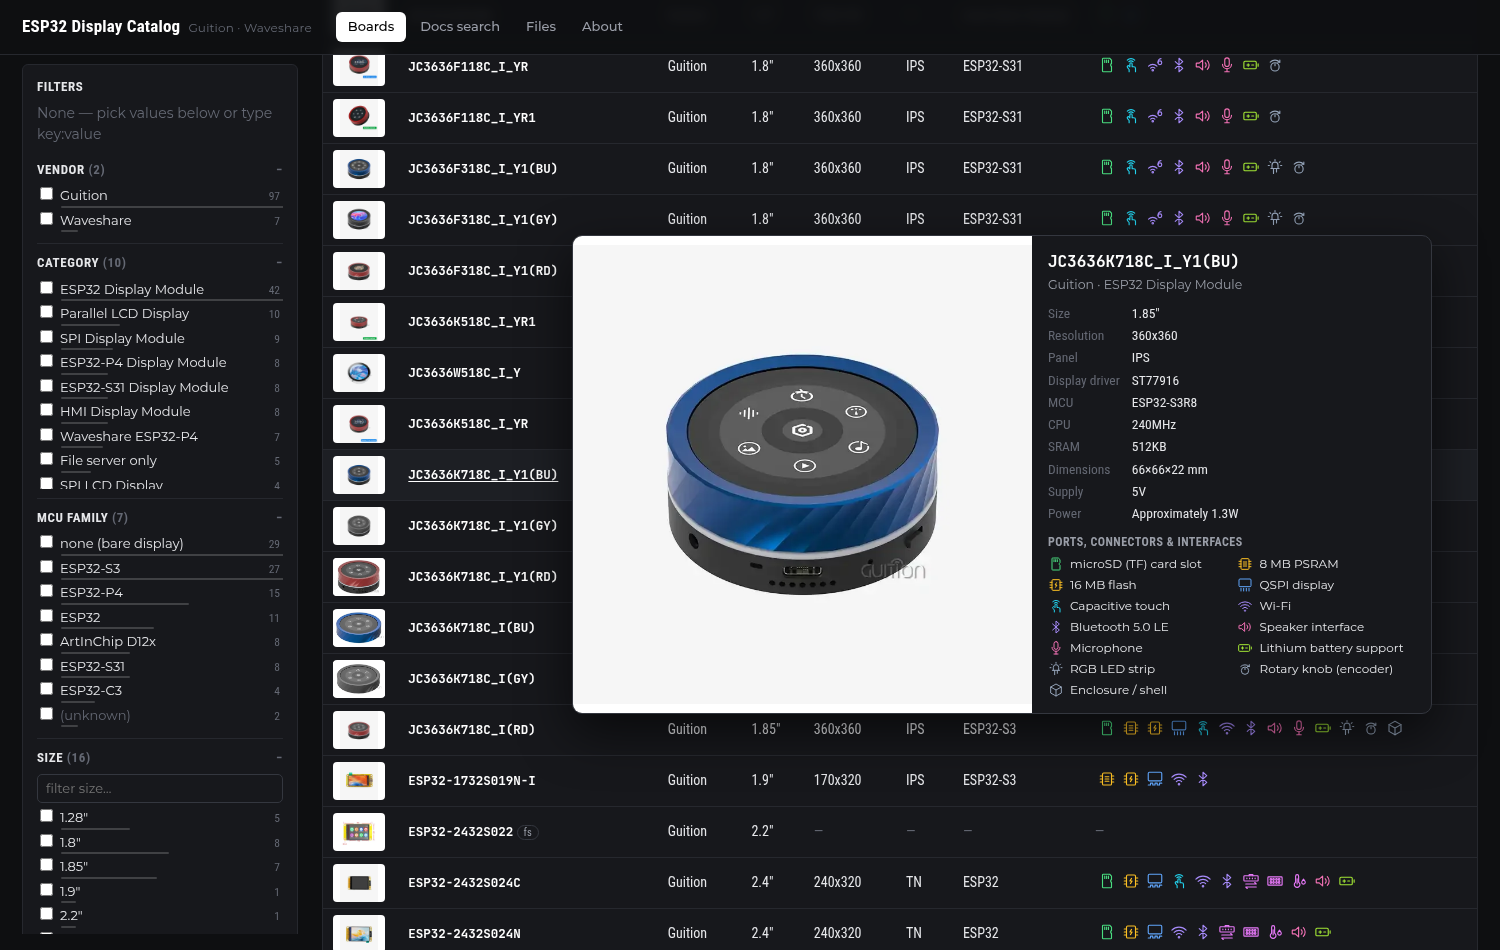 ESP32 Display Catalog Guition · Waveshare Boards Docs search Files About
FILTERS
None — pick values below or type
key:value
VENDOR (2) −
Guition 97
Waveshare 7
CATEGORY (10) −
ESP32 Display Module 42
Parallel LCD Display 10
SPI Display Module 9
ESP32-P4 Display Module 8
ESP32-S31 Display Module 8
HMI Display Module 8
Waveshare ESP32-P4 7
File server only 5
SPI LCD Display 4
MCU FAMILY (7) −
none (bare display) 29
ESP32-S3 27
ESP32-P4 15
ESP32 11
ArtInChip D12x 8
ESP32-S31 8
ESP32-C3 4
(unknown) 2
SIZE (16) −
filter size...
1.28" 5
1.8" 8
1.85" 7
1.9" 1
2.2" 1
JC3636F118C_I_YR Guition 1.8" 360x360 IPS ESP32-S31
JC3636F118C_I_YR1 Guition 1.8" 360x360 IPS ESP32-S31
JC3636F318C_I_Y1(BU) Guition 1.8" 360x360 IPS ESP32-S31
JC3636F318C_I_Y1(GY) Guition 1.8" 360x360 IPS ESP32-S31
JC3636F318C_I_Y1(RD)
JC3636K518C_I_YR1
JC3636W518C_I_Y
JC3636K518C_I_YR
JC3636K718C_I_Y1(BU)
JC3636K718C_I_Y1(GY)
JC3636K718C_I_Y1(RD)
JC3636K718C_I(BU)
JC3636K718C_I(GY)
JC3636K718C_I(RD) Guition 1.85" 360x360 IPS ESP32-S3
ESP32-1732S019N-I Guition 1.9" 170x320 IPS ESP32-S3
ESP32-2432S022 fs Guition 2.2" — — — —
ESP32-2432S024C Guition 2.4" 240x320 TN ESP32
ESP32-2432S024N Guition 2.4" 240x320 TN ESP32
GUITION
JC3636K718C_I_Y1(BU)
Guition · ESP32 Display Module
Size 1.85"
Resolution 360x360
Panel IPS
Display driver ST77916
MCU ESP32-S3R8
CPU 240MHz
SRAM 512KB
Dimensions 66×66×22 mm
Supply 5V
Power Approximately 1.3W
PORTS, CONNECTORS & INTERFACES
microSD (TF) card slot 8 MB PSRAM
16 MB flash QSPI display
Capacitive touch Wi-Fi
Bluetooth 5.0 LE Speaker interface
Microphone Lithium battery support
RGB LED strip Rotary knob (encoder)
Enclosure / shell